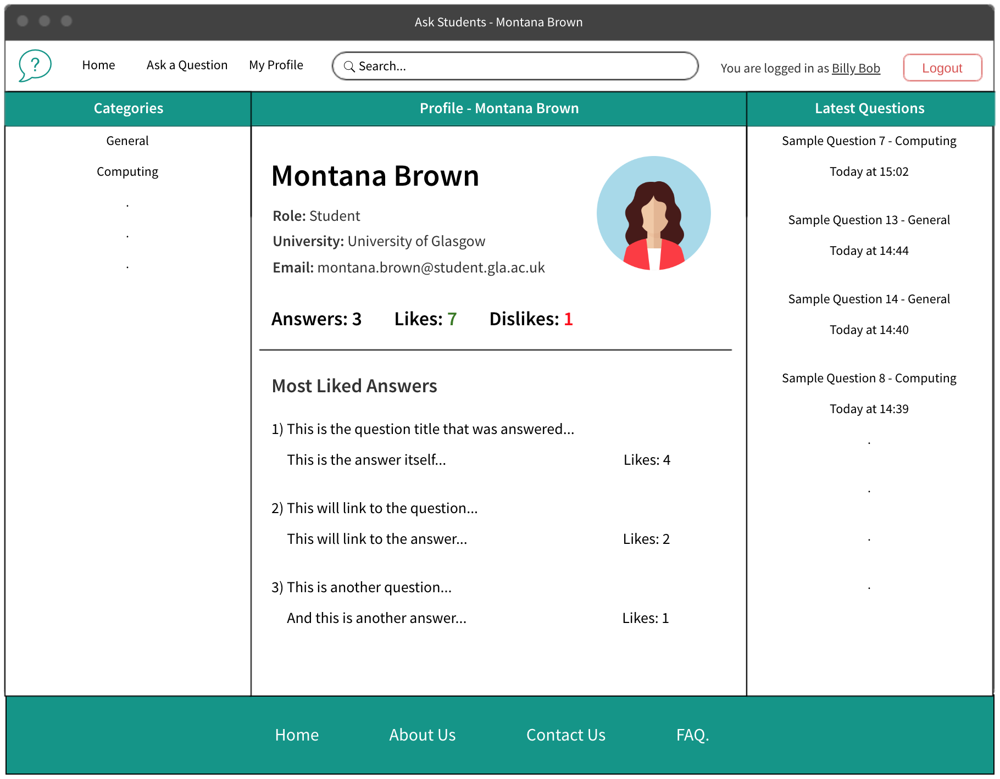 Ask Students - Montana Brown
?
Home
Ask a Question
My Profile
Search...
You are logged in as Billy Bob
Logout
Categories
General
Computing
.
.
.
Profile - Montana Brown
Montana Brown
Role: Student
University: University of Glasgow
Email: montana.brown@student.gla.ac.uk
Answers: 3
Likes: 7
Dislikes: 1
Most Liked Answers
1) This is the question title that was answered...
This is the answer itself...
Likes: 4
2) This will link to the question...
This will link to the answer...
Likes: 2
3) This is another question...
And this is another answer...
Likes: 1
Latest Questions
Sample Question 7 - Computing
Today at 15:02
Sample Question 13 - General
Today at 14:44
Sample Question 14 - General
Today at 14:40
Sample Question 8 - Computing
Today at 14:39
.
.
.
.
Home
About Us
Contact Us
FAQ.